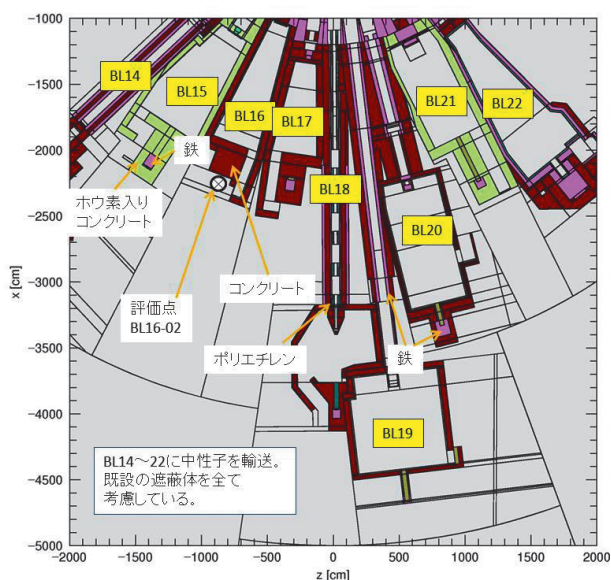 -1000
-1500
-2000
-2500
-3000
-3500
-4000
-4500
-5000
x [cm]
-2000
-1500
-1000
-500
0
500
1000
1500
2000
z [cm]
BL14
BL15
BL16
BL17
BL18
BL21
BL22
BL20
BL19
鉄
ホウ素入り
コンクリート
評価点
BL16-02
コンクリート
ポリエチレン
鉄
BL14~22に中性子を輸送。
既設の遮蔽体を全て
考慮している。